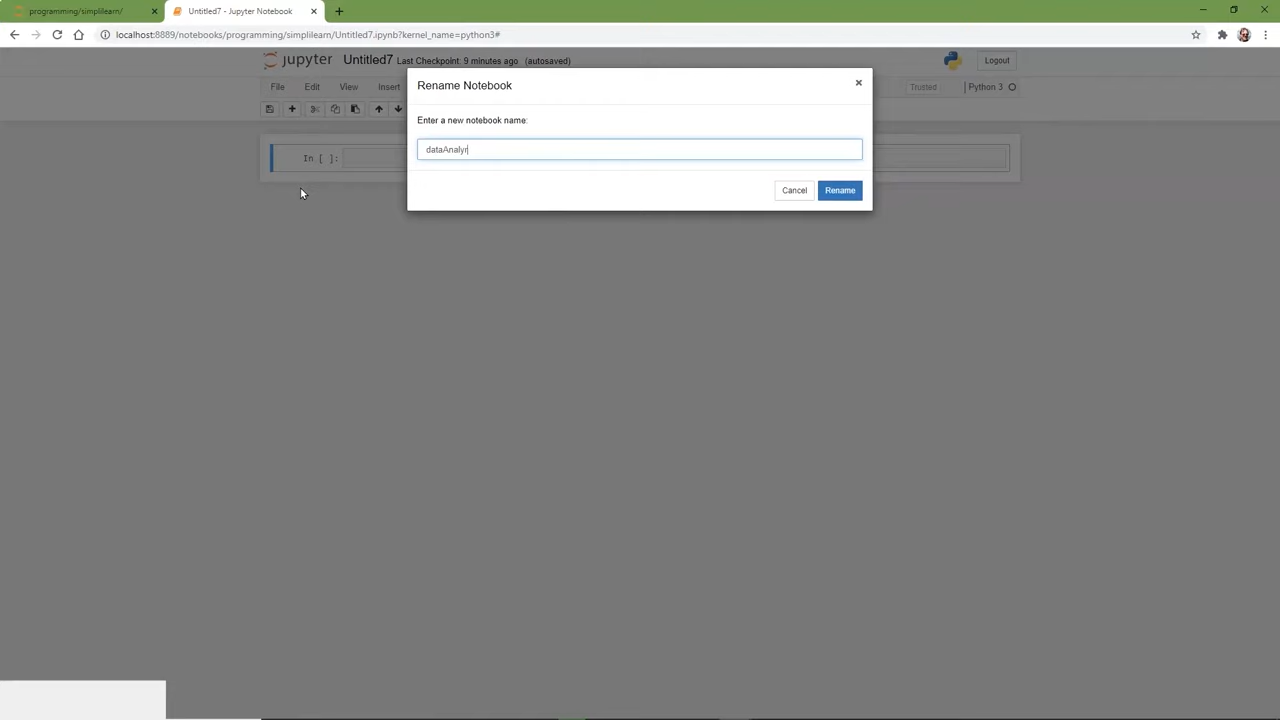 programming/simplilearn/
Untitled7 - Jupyter Notebook
localhost:8889/notebooks/programming/simplilearn/Untitled7.ipynb?kernel_name=python3#
jupyter Untitled7 Last Checkpoint: 9 minutes ago (autosaved)
Logout
File Edit View Insert
Trusted Python 3
Rename Notebook
Enter a new notebook name:
dataAnalyr
Cancel Rename
In [ ]: